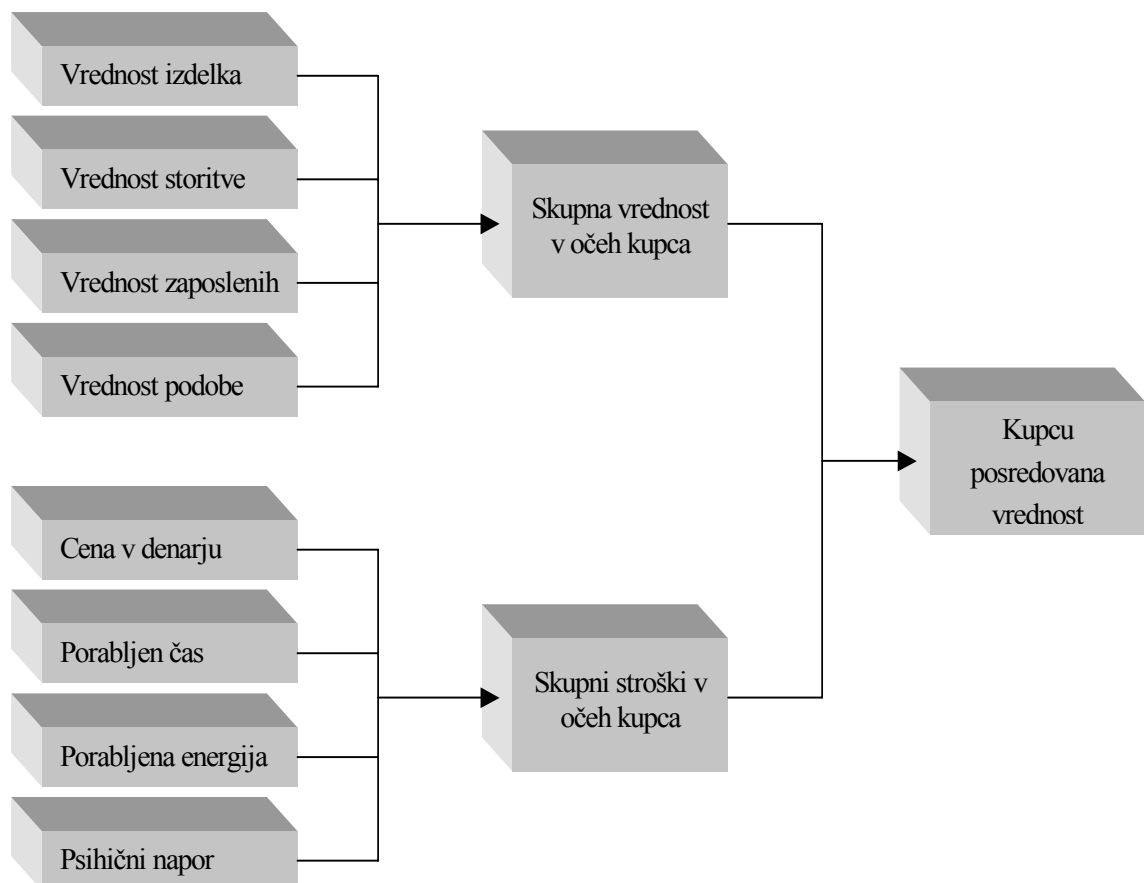 Vrednost izdelka
Vrednost storitve
Vrednost zaposlenih
Vrednost podobe
Skupna vrednost
v očeh kupca
Kupcu
posredovana
vrednost
Cena v denarju
Porabljen čas
Porabljena energija
Psihični napor
Skupni stroški v
očeh kupca